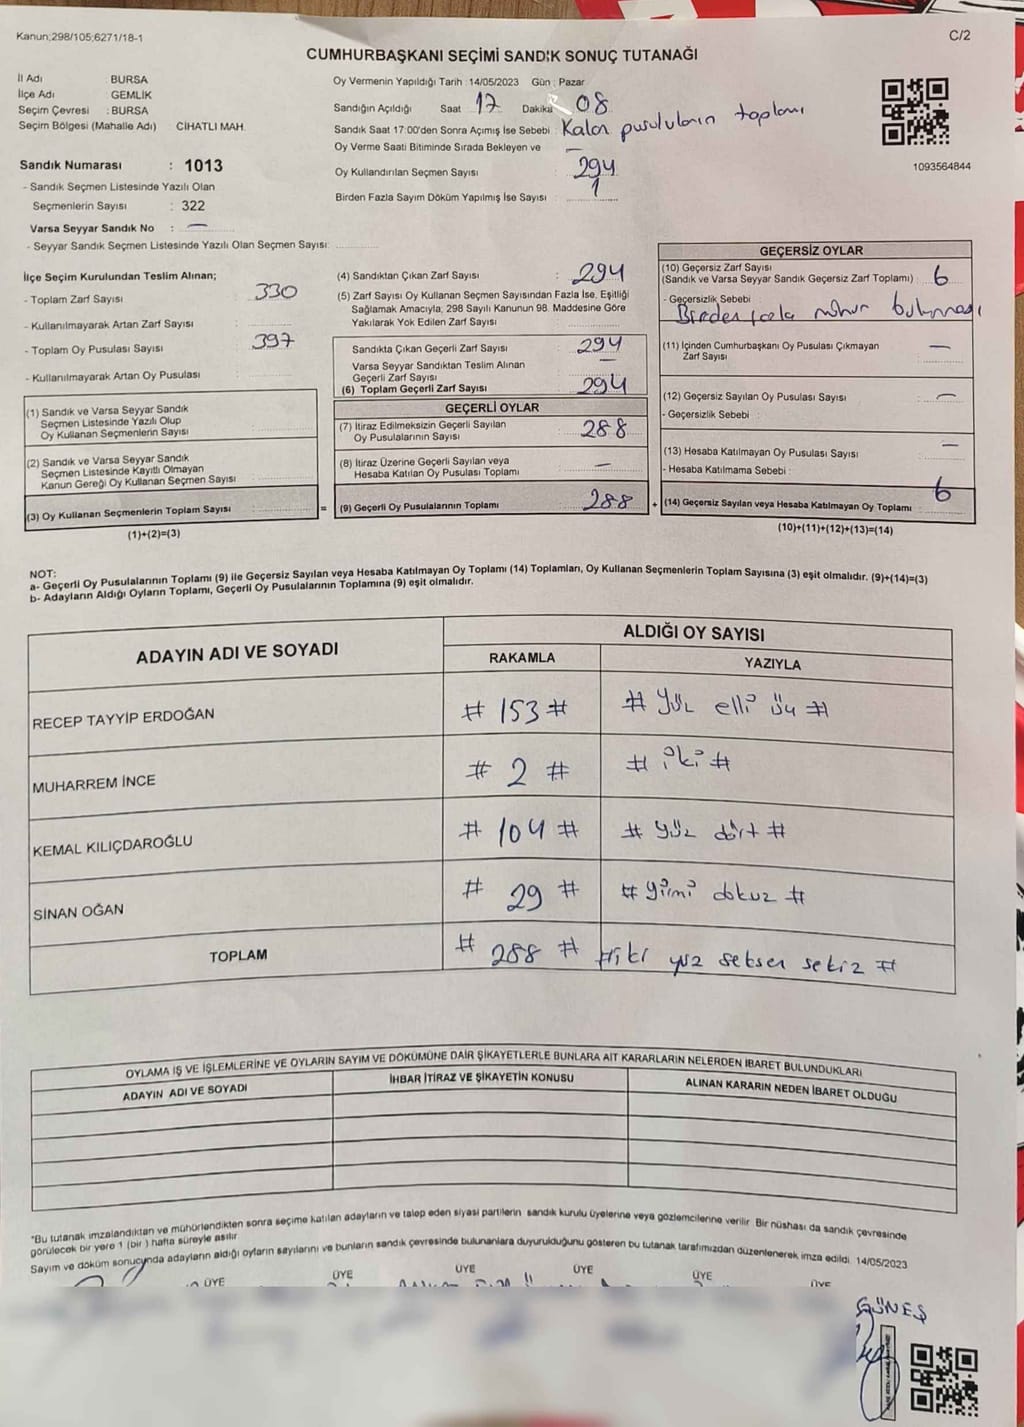 Kanun;298/105;6271/18-1
C/2
CUMHURBAŞKANI SEÇİMİ SANDIK SONUÇ TUTANAĞI
İl Adı : BURSA
İlçe Adı : GEMLİK
Seçim Çevresi : BURSA
Seçim Bölgesi (Mahalle Adı) CİHATLI MAH.
Sandık Numarası : 1013
- Sandık Seçmen Listesinde Yazılı Olan
Seçmenlerin Sayısı : 322
Varsa Seyyar Sandık No : —
- Seyyar Sandık Seçmen Listesinde Yazılı Olan Seçmen Sayısı:
Oy Vermenin Yapıldığı Tarih : 14/05/2023 Gün : Pazar
Sandığın Açıldığı Saat 17 Dakika 08
Sandık Saat 17:00'den Sonra Açımış İse Sebebi : Kalan pusuluların toplamı
Oy Verme Saati Bitiminde Sırada Bekleyen ve —
Oy Kullandırılan Seçmen Sayısı : 294
Birden Fazla Sayım Döküm Yapılmış İse Sayısı : 1
1093564844
İlçe Seçim Kurulundan Teslim Alınan;
- Toplam Zarf Sayısı : 330
- Kullanılmayarak Artan Zarf Sayısı :
- Toplam Oy Pusulası Sayısı : 397
- Kullanılmayarak Artan Oy Pusulası :
(1) Sandık ve Varsa Seyyar Sandık
Seçmen Listesinde Yazılı Olup
Oy Kullanan Seçmenlerin Sayısı
(2) Sandık ve Varsa Seyyar Sandık
Seçmen Listesinde Kayıtlı Olmayan
Kanun Gereği Oy Kullanan Seçmen Sayısı
(3) Oy Kullanan Seçmenlerin Toplam Sayısı =
(1)+(2)=(3)
(4) Sandıktan Çıkan Zarf Sayısı : 294
(5) Zarf Sayısı Oy Kullanan Seçmen Sayısından Fazla İse, Eşitliği
Sağlamak Amacıyla; 298 Sayılı Kanunun 98. Maddesine Göre
Yakılarak Yok Edilen Zarf Sayısı
Sandıkta Çıkan Geçerli Zarf Sayısı : 294
Varsa Seyyar Sandıktan Teslim Alınan —
Geçerli Zarf Sayısı
(6) Toplam Geçerli Zarf Sayısı 294
GEÇERLİ OYLAR
(7) İtiraz Edilmeksizin Geçerli Sayılan 288
Oy Pusulalarının Sayısı
(8) İtiraz Üzerine Geçerli Sayılan veya —
Hesaba Katılan Oy Pusulası Toplamı
(9) Geçerli Oy Pusulalarının Toplamı 288 +
GEÇERSİZ OYLAR
(10) Geçersiz Zarf Sayısı
(Sandık ve Varsa Seyyar Sandık Geçersiz Zarf Toplamı) : 6
- Geçersizlik Sebebi :
Birden fazla mühür bulunması
(11) İçinden Cumhurbaşkanı Oy Pusulası Çıkmayan —
Zarf Sayısı
(12) Geçersiz Sayılan Oy Pusulası Sayısı : —
- Geçersizlik Sebebi :
(13) Hesaba Katılmayan Oy Pusulası Sayısı —
- Hesaba Katılmama Sebebi :
(14) Geçersiz Sayılan veya Hesaba Katılmayan Oy Toplamı : 6
(10)+(11)+(12)+(13)=(14)
NOT:
a- Geçerli Oy Pusulalarının Toplamı (9) ile Geçersiz Sayılan veya Hesaba Katılmayan Oy Toplamı (14) Toplamları, Oy Kullanan Seçmenlerin Toplam Sayısına (3) eşit olmalıdır. (9)+(14)=(3)
b- Adayların Aldığı Oyların Toplamı, Geçerli Oy Pusulalarının Toplamına (9) eşit olmalıdır.
ADAYIN ADI VE SOYADI
ALDIĞI OY SAYISI
RAKAMLA YAZIYLA
RECEP TAYYİP ERDOĞAN # 153 # # Yüz elli üç #
MUHARREM İNCE # 2 # # iki #
KEMAL KILIÇDAROĞLU # 104 # # yüz dört #
SİNAN OĞAN # 29 # # yirmi dokuz #
TOPLAM # 288 # # iki yüz seksen sekiz #
OYLAMA İŞ VE İŞLEMLERİNE VE OYLARIN SAYIM VE DÖKÜMÜNE DAİR ŞİKAYETLERLE BUNLARA AİT KARARLARIN NELERDEN İBARET BULUNDUKLARI
ADAYIN ADI VE SOYADI İHBAR İTİRAZ VE ŞİKAYETİN KONUSU ALINAN KARARIN NEDEN İBARET OLDUĞU
*Bu tutanak imzalandıktan ve mühürlendikten sonra seçime katılan adayların ve talep eden siyasi partilerin sandık kurulu üyelerine veya gözlemcilerine verilir. Bir nüshası da sandık çevresinde
görülecek bir yere 1 (bir) hafta süreyle asılır.
Sayım ve döküm sonucunda adayların aldığı oyların sayılarını ve bunların sandık çevresinde bulunanlara duyurulduğunu gösteren bu tutanak tarafımızdan düzenlenerek imza edildi. 14/05/2023
ÜYE ÜYE ÜYE ÜYE ÜYE ÜYE
GÜNEŞ